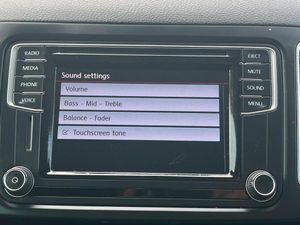 RADIO
MEDIA
PHONE
VOICE
Sound settings
Volume
Bass - Mid - Treble
Balance - Fader
Touchscreen tone
EJECT
MUTE
SOUND
MENU